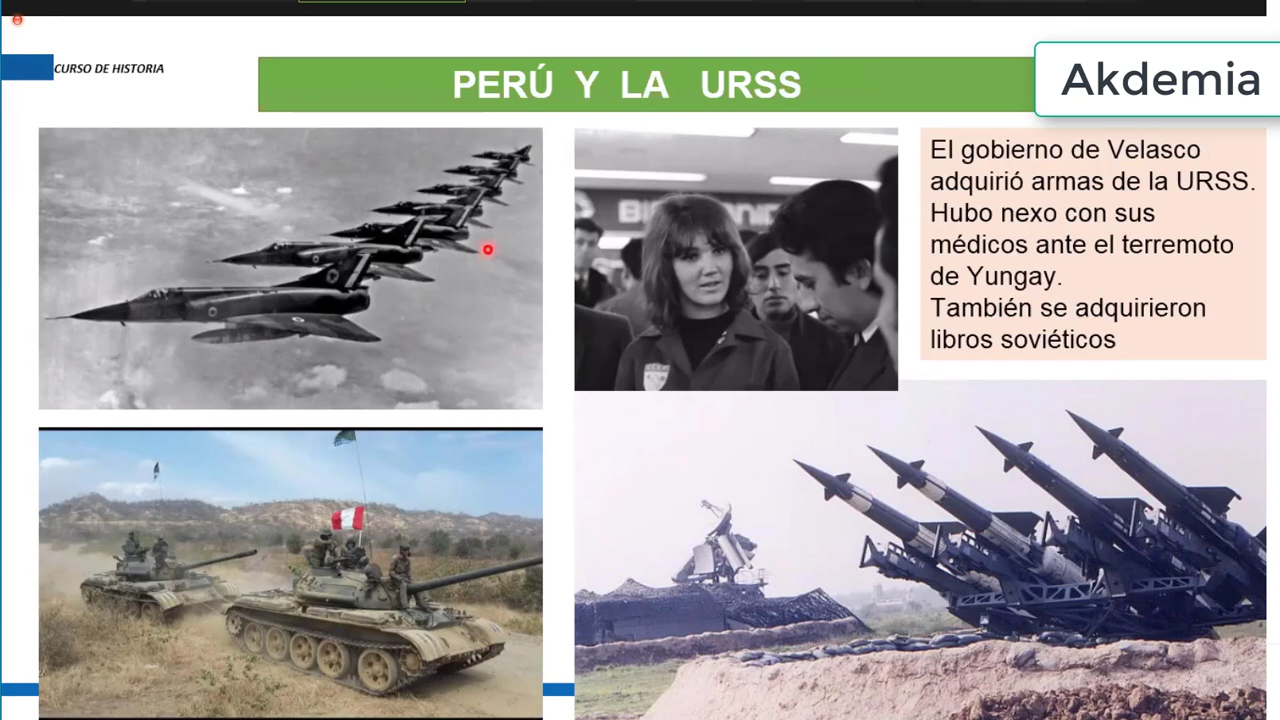 CURSO DE HISTORIA
PERÚ Y LA URSS
Akdemia
El gobierno de Velasco
adquirió armas de la URSS.
Hubo nexo con sus
médicos ante el terremoto
de Yungay.
También se adquirieron
libros soviéticos